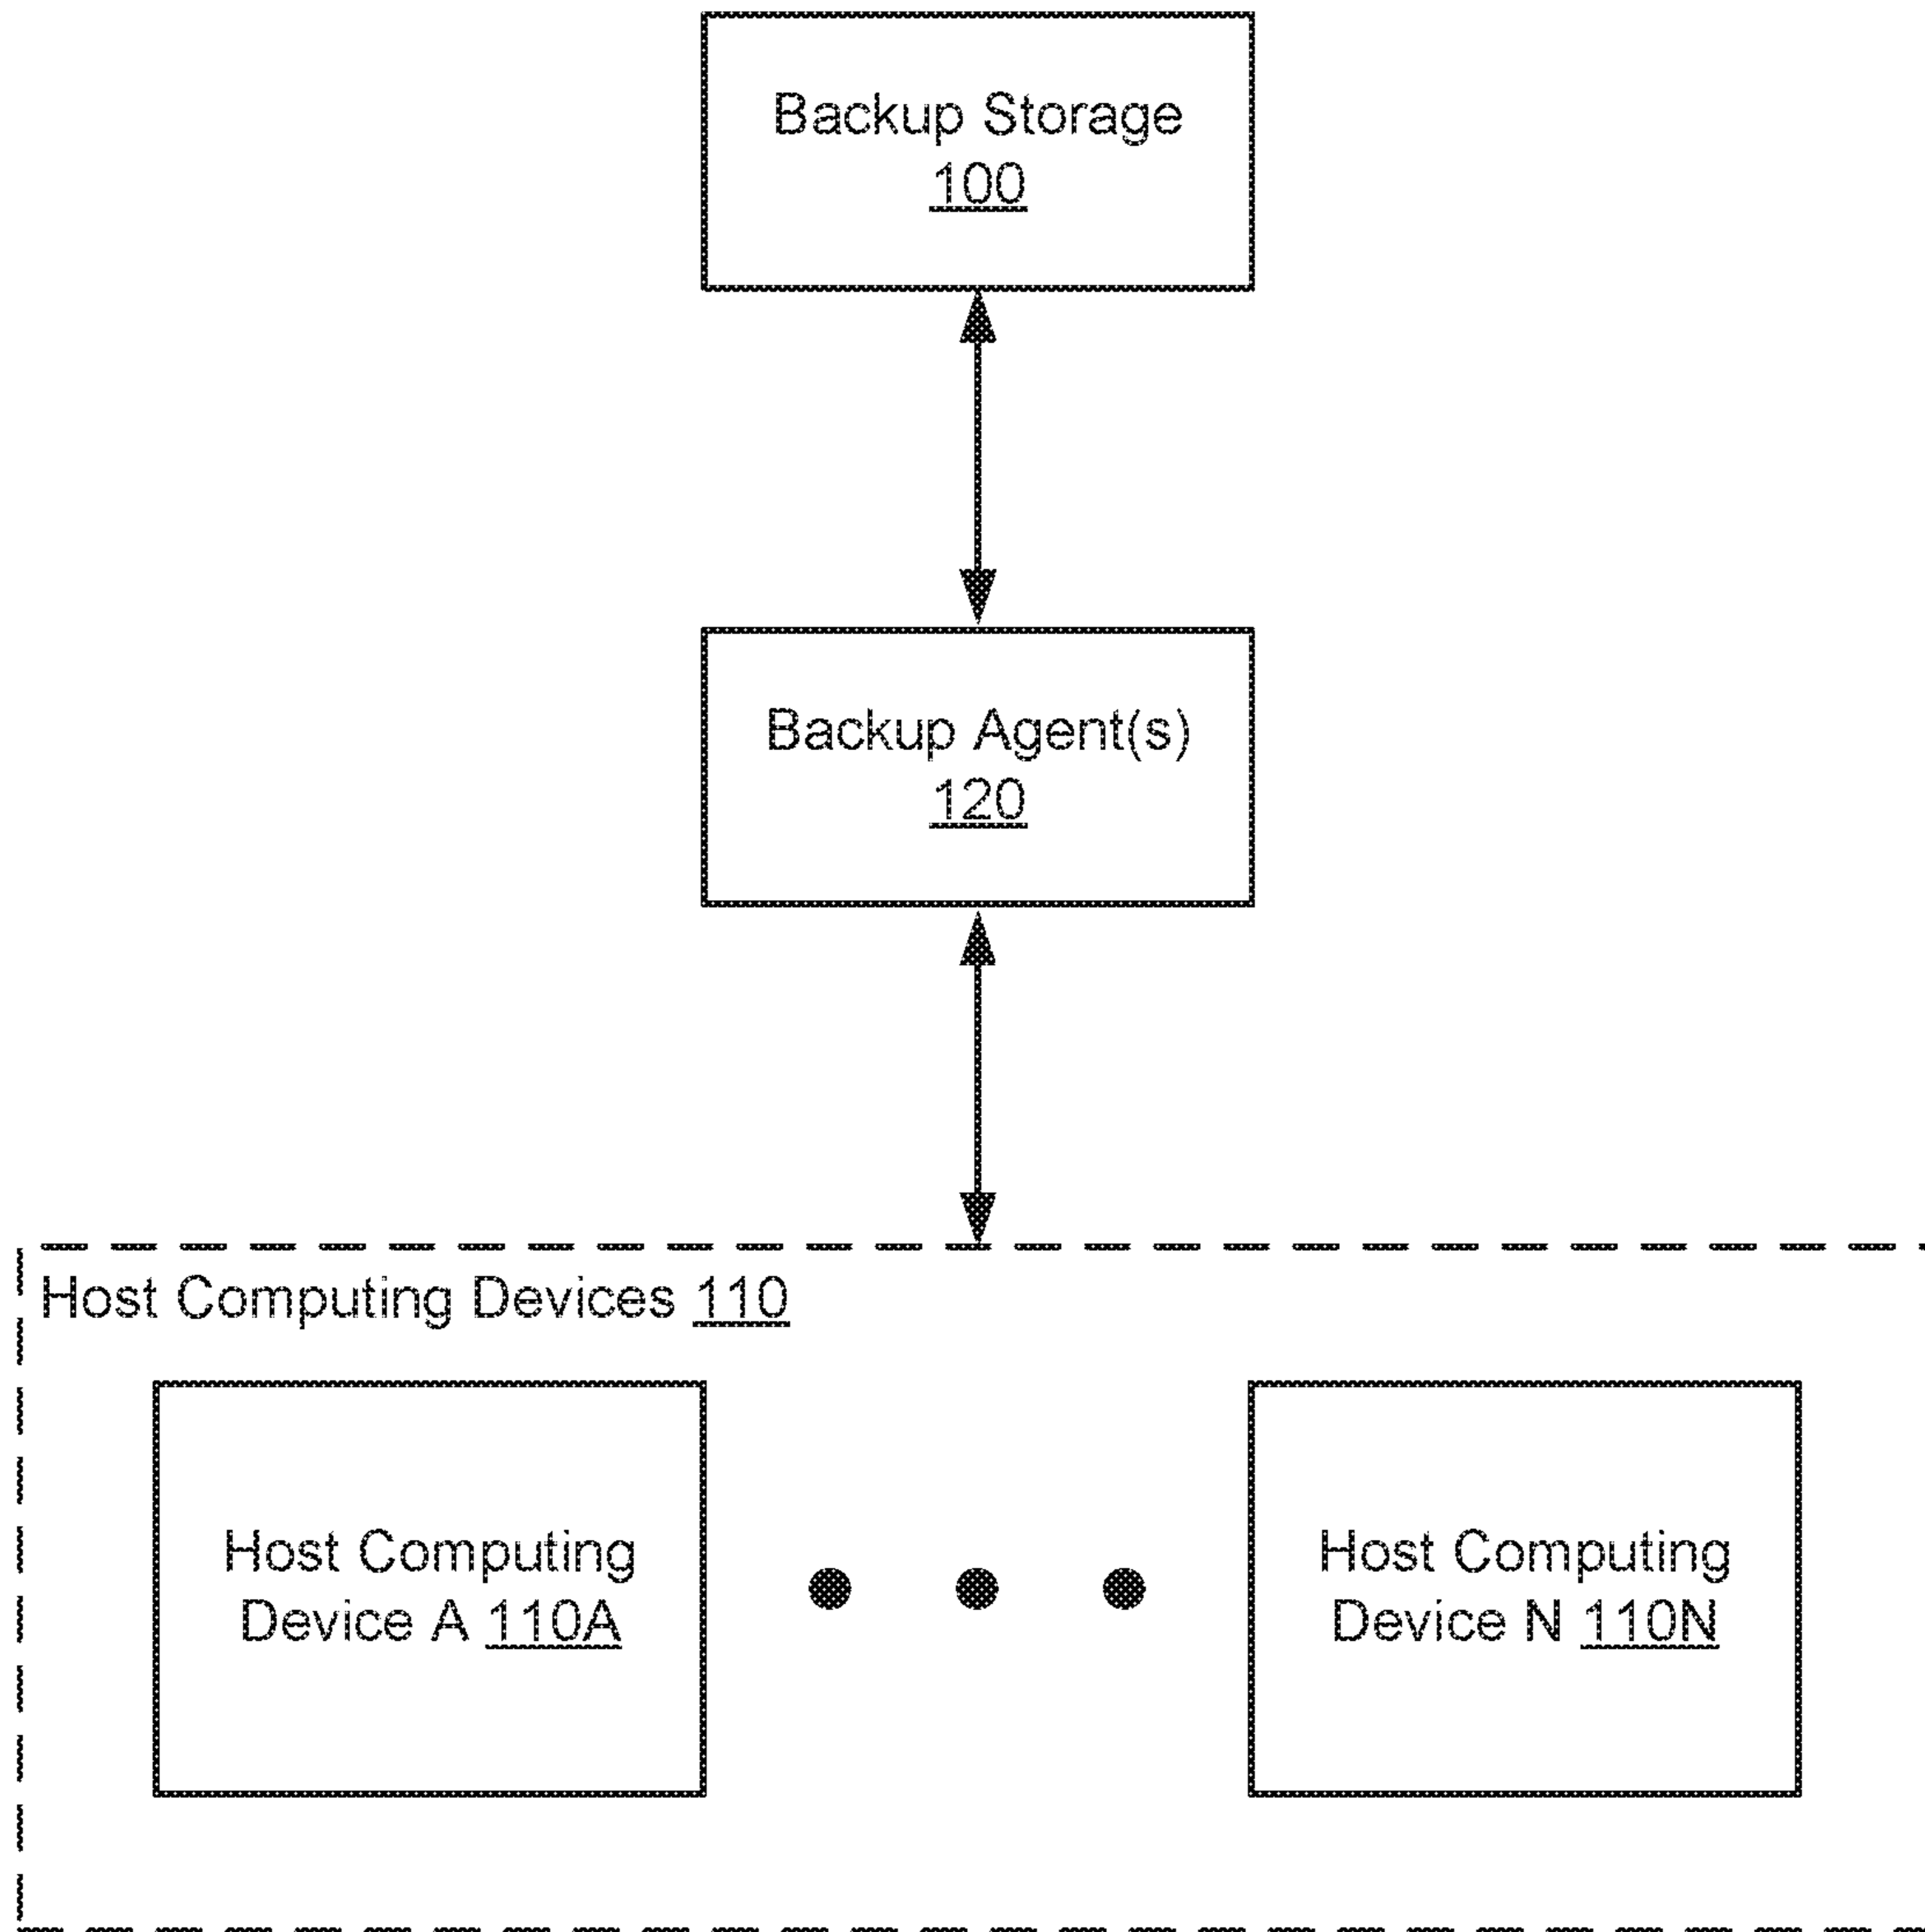 Backup Storage
100
Backup Agent(s)
120
Host Computing Devices 110
Host Computing
Device A 110A
Host Computing
Device N 110N